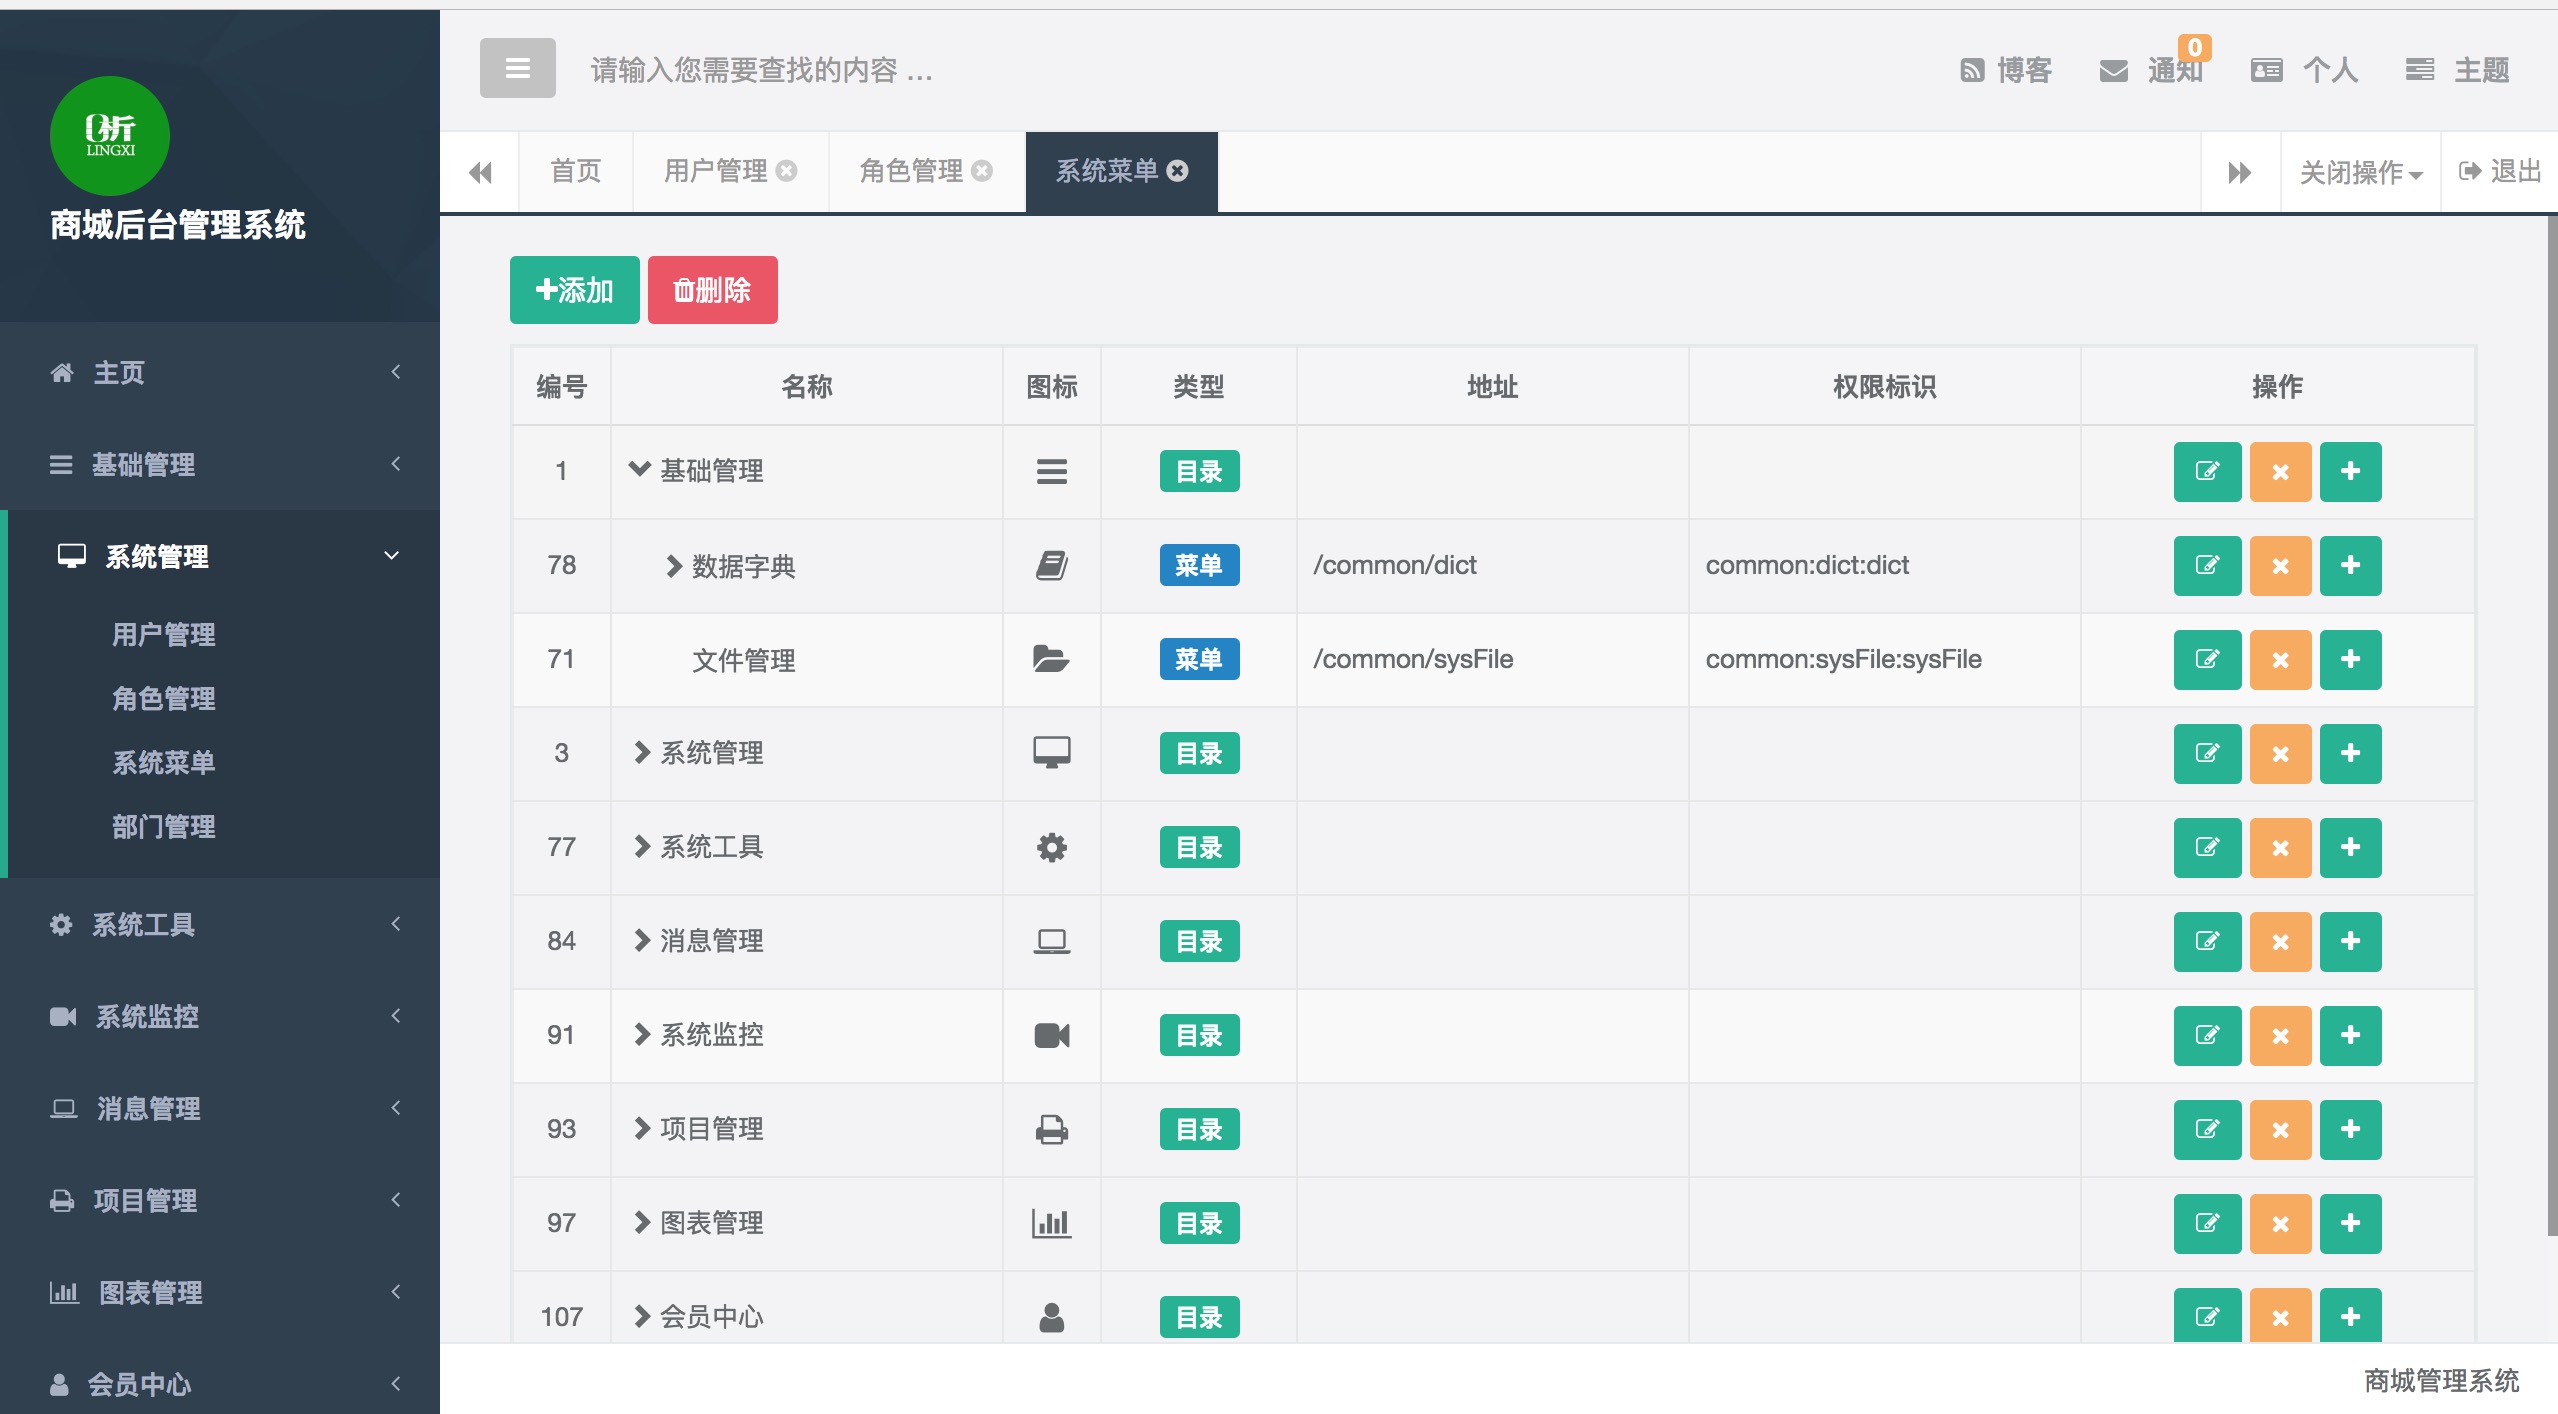 LINGXI
商城后台管理系统
主页
基础管理
系统管理
用户管理
角色管理
系统菜单
部门管理
系统工具
系统监控
消息管理
项目管理
图表管理
会员中心
请输入您需要查找的内容 …
博客 通知 0 个人 主题
首页 用户管理 角色管理 系统菜单 关闭操作 退出
添加 删除
编号 名称 图标 类型 地址 权限标识 操作
1 基础管理 目录
78 数据字典 菜单 /common/dict common:dict:dict
71 文件管理 菜单 /common/sysFile common:sysFile:sysFile
3 系统管理 目录
77 系统工具 目录
84 消息管理 目录
91 系统监控 目录
93 项目管理 目录
97 图表管理 目录
107 会员中心 目录
商城管理系统